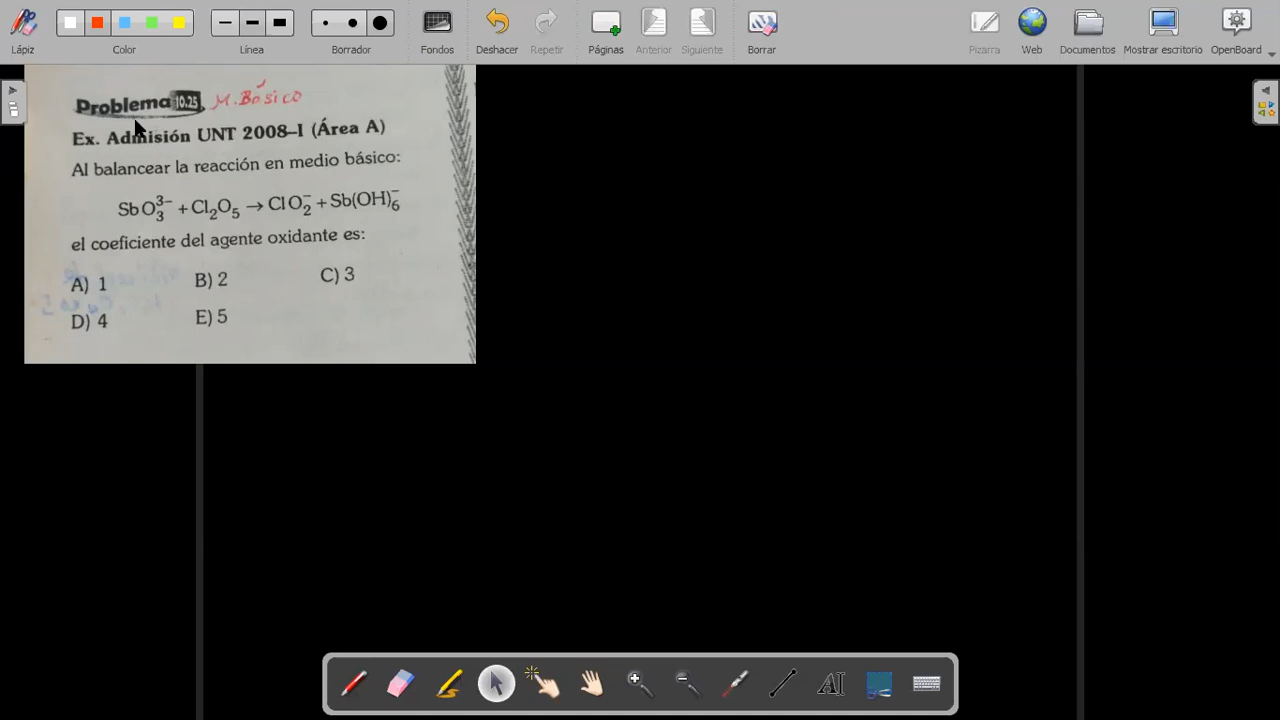 Lápiz
Color
Línea
Borrador
Fondos
Deshacer
Repetir
Páginas
Anterior
Siguiente
Borrar
Pizarra
Web
Documentos
Mostrar escritorio
OpenBoard
Problema 10.25 M. Básico
Ex. Admisión UNT 2008–I (Área A)
Al balancear la reacción en medio básico:
SbO₃³⁻ + Cl₂O₅ → ClO₂⁻ + Sb(OH)₆⁻
el coeficiente del agente oxidante es:
A) 1 B) 2 C) 3
D) 4 E) 5
AI